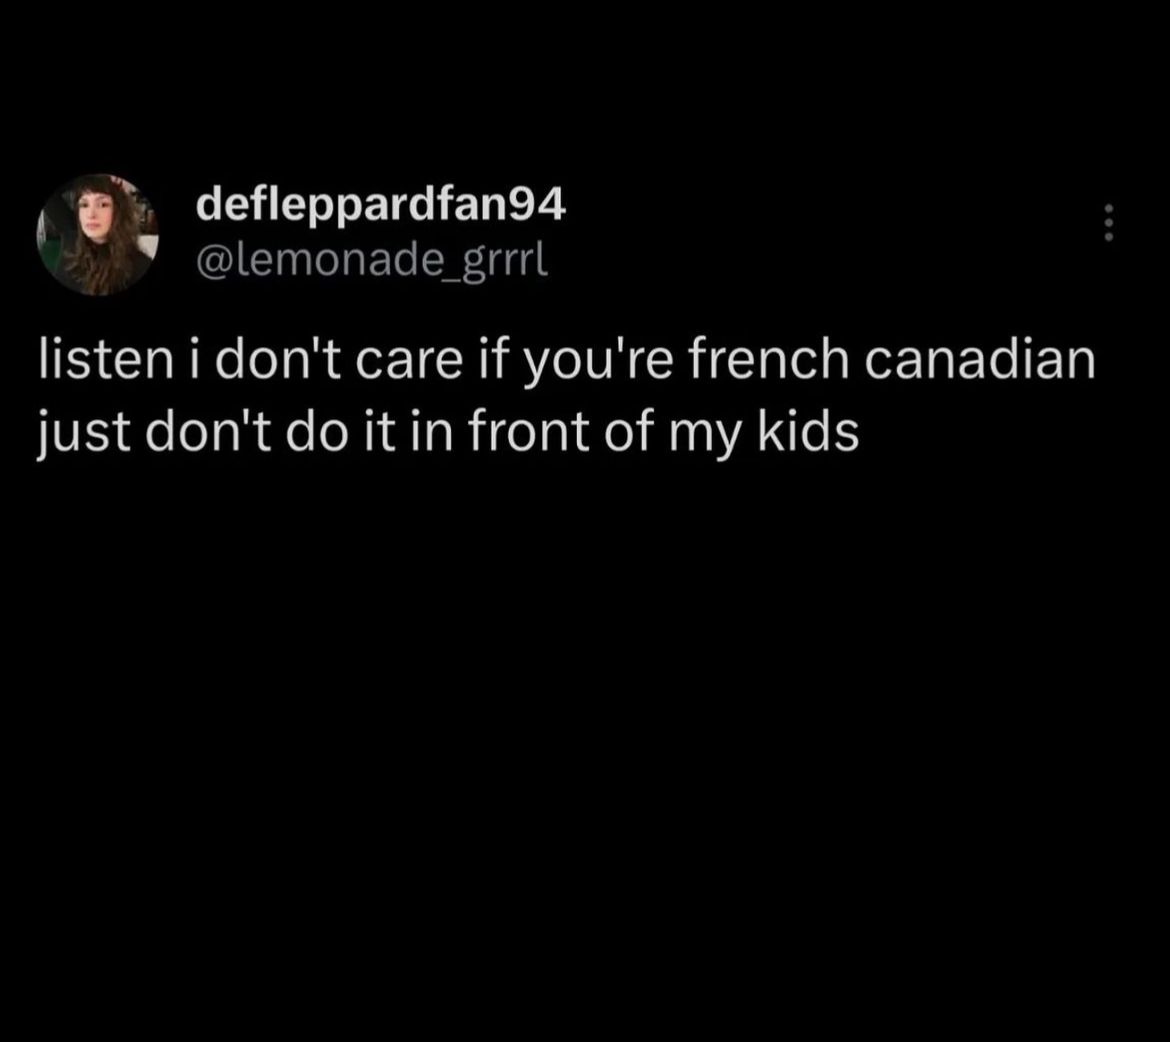 defleppardfan94
@lemonade_grrrl
listen i don't care if you're french canadian
just don't do it in front of my kids